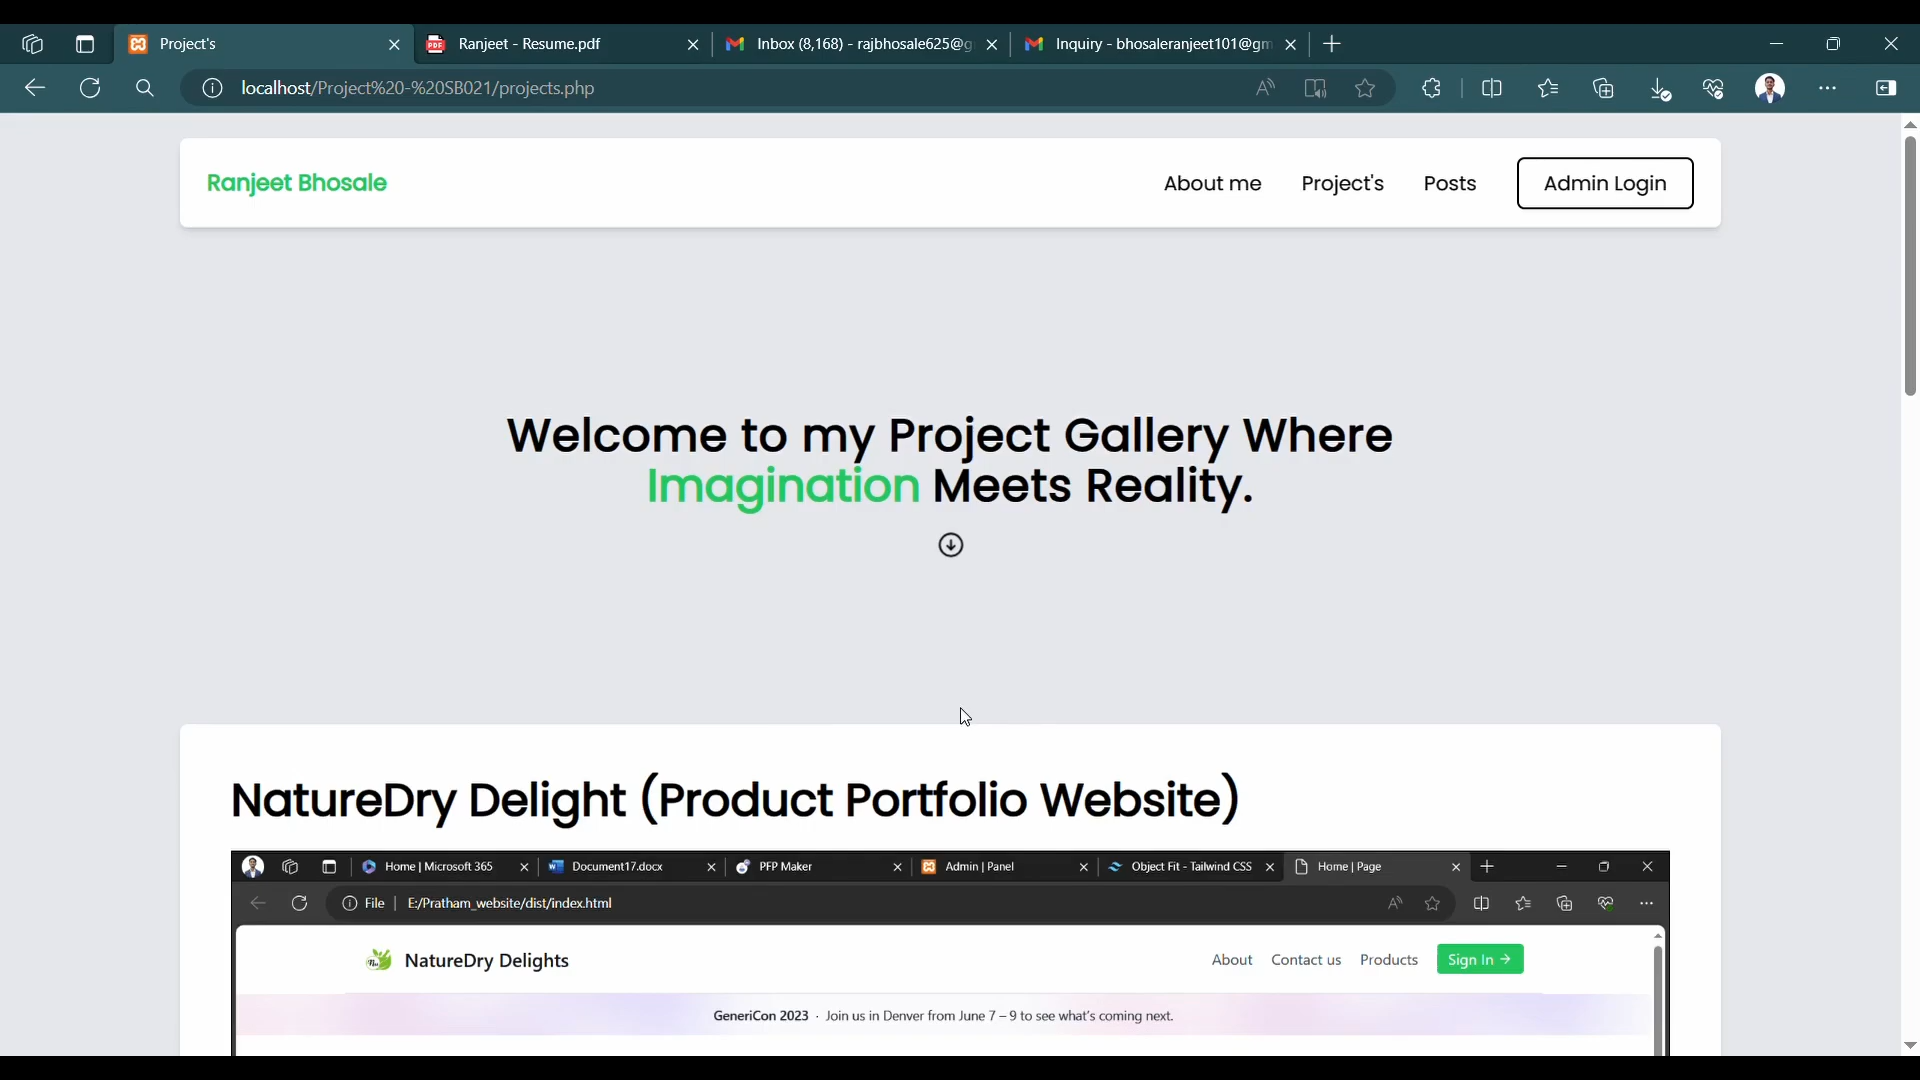 Project's
Ranjeet - Resume.pdf
Inbox (8,168) - rajbhosale625@g
Inquiry - bhosaleranjeet101@gm
localhost/Project%20-%20SB021/projects.php
Ranjeet Bhosale
About me
Project's
Posts
Admin Login
Welcome to my Project Gallery Where
Imagination Meets Reality.
NatureDry Delight (Product Portfolio Website)
Home | Microsoft 365
Document17.docx
PFP Maker
Admin | Panel
Object Fit - Tailwind CSS
Home | Page
File
E:/Pratham_website/dist/index.html
NatureDry Delights
About
Contact us
Products
Sign In →
GeneriCon 2023 · Join us in Denver from June 7 – 9 to see what's coming next.